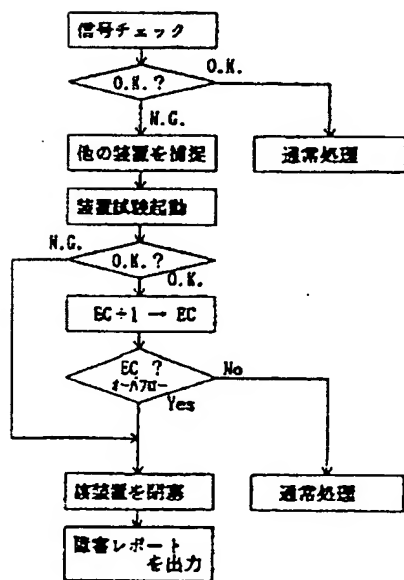 信号チェック
O.K.?
O.K.
N.G.
他の装置を捕捉
通常処理
装置試験起動
N.G.
O.K.?
O.K.
EC+1 → EC
EC ?
オーバフロー
No
Yes
該装置を閉塞
通常処理
障害レポート
を出力